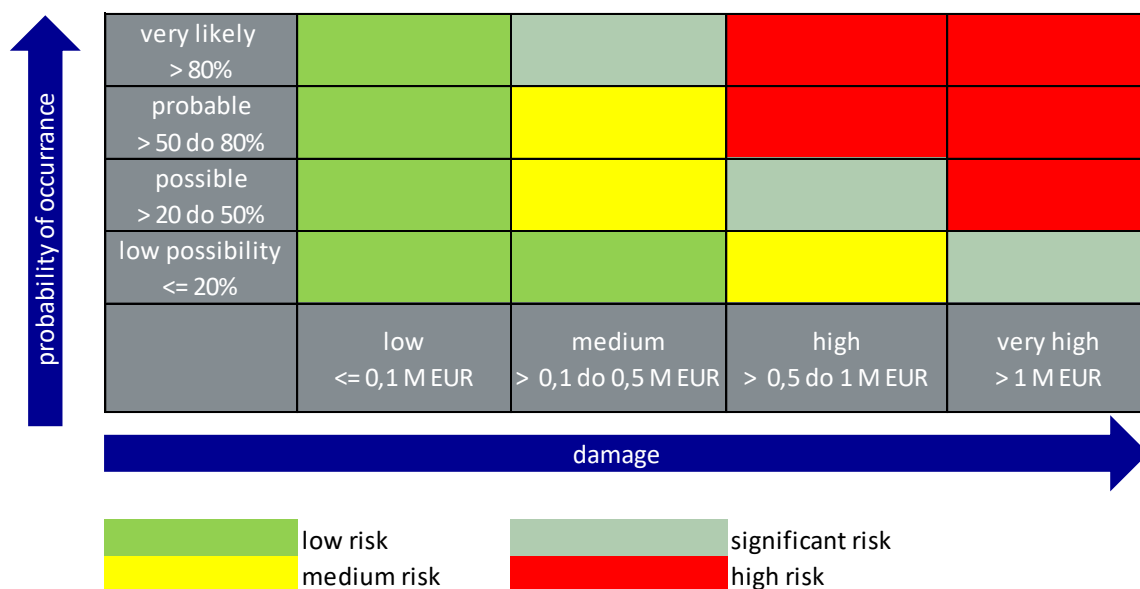 probability of occurrance
very likely
> 80%
probable
> 50 do 80%
possible
> 20 do 50%
low possibility
<= 20%
low
<= 0,1 M EUR
medium
> 0,1 do 0,5 M EUR
high
> 0,5 do 1 M EUR
very high
> 1 M EUR
damage
low risk
significant risk
medium risk
high risk